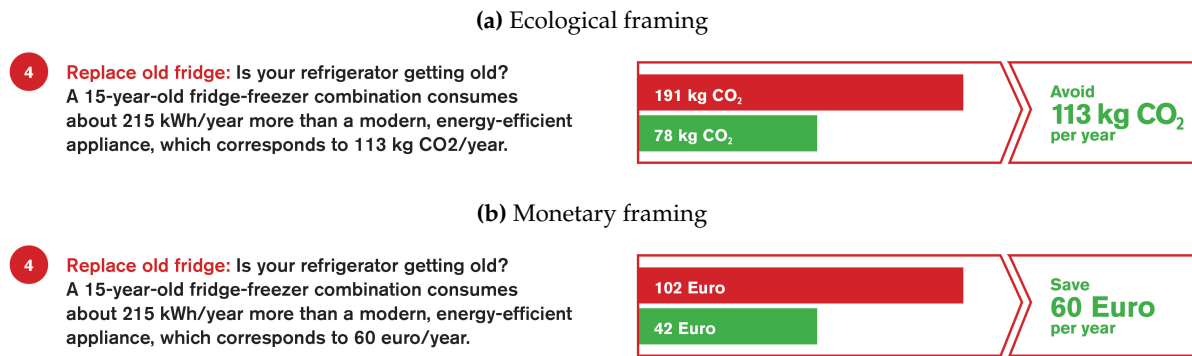 (a) Ecological framing
4
Replace old fridge: Is your refrigerator getting old?
A 15-year-old fridge-freezer combination consumes
about 215 kWh/year more than a modern, energy-efficient
appliance, which corresponds to 113 kg CO2/year.
191 kg CO₂
78 kg CO₂
Avoid
113 kg CO₂
per year
(b) Monetary framing
4
Replace old fridge: Is your refrigerator getting old?
A 15-year-old fridge-freezer combination consumes
about 215 kWh/year more than a modern, energy-efficient
appliance, which corresponds to 60 euro/year.
102 Euro
42 Euro
Save
60 Euro
per year